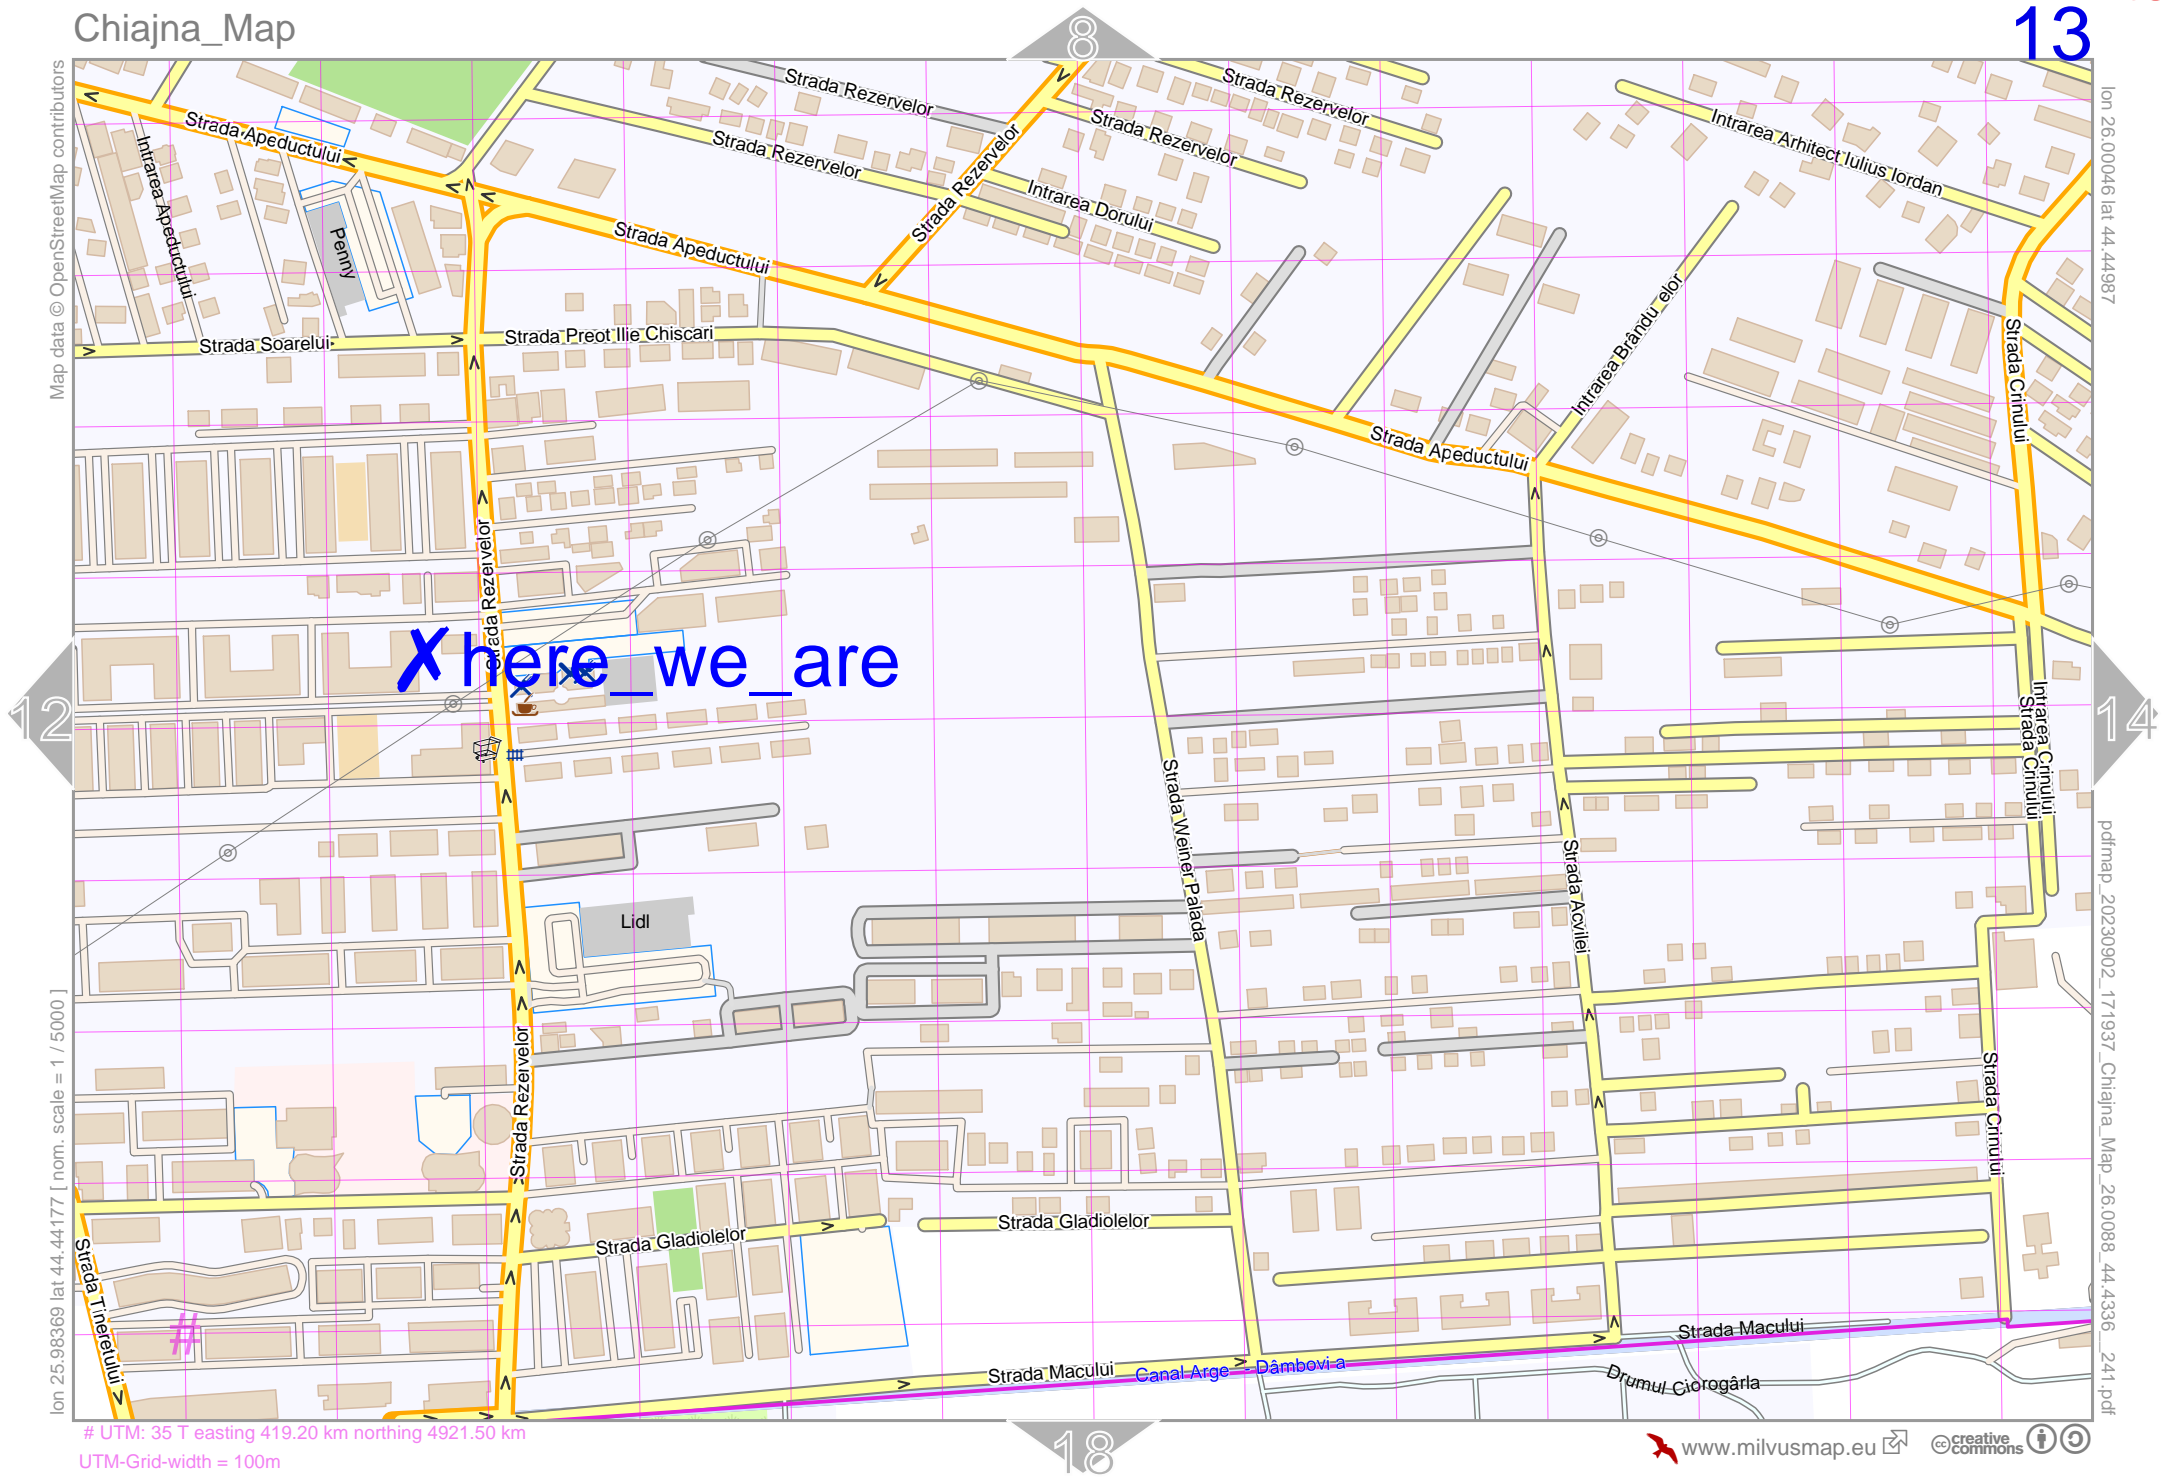 Chiajna_Map
8
13
Map data © OpenStreetMap contributors
lon 26.00046 lat 44.44987
Strada Rezervelor
Strada Rezervelor
Strada Apeductului
Intrarea Apeductului
Strada Rezervelor
Strada Rezervelor
Strada Rezervelor
Intrarea Dorului
Intrarea Arhitect Iulius Iordan
Penny
Strada Apeductului
Strada Soarelui
Strada Preot Ilie Chiscari
Intrarea Brându elor
Strada Crinului
Strada Apeductului
Strada Rezervelor
✗here_we_are
12
14
Intrarea Crinului
Strada Crinului
Strada Weiner Palada
Strada Acvilei
Lidl
Strada Rezervelor
Strada Crinului
Strada Gladiolelor
Strada Gladiolelor
Strada Tineretului
#
Strada Macului
Strada Macului
Canal Arge - Dâmbovi a
Drumul Ciorogârla
lon 25.98369 lat 44.44177 [ nom. scale = 1 / 5000 ]
pdfmap_20230902_171937_Chiajna_Map_26.0088_44.4336_241.pdf
# UTM: 35 T easting 419.20 km northing 4921.50 km
UTM-Grid-width = 100m
18
www.milvusmap.eu
cc creative commons